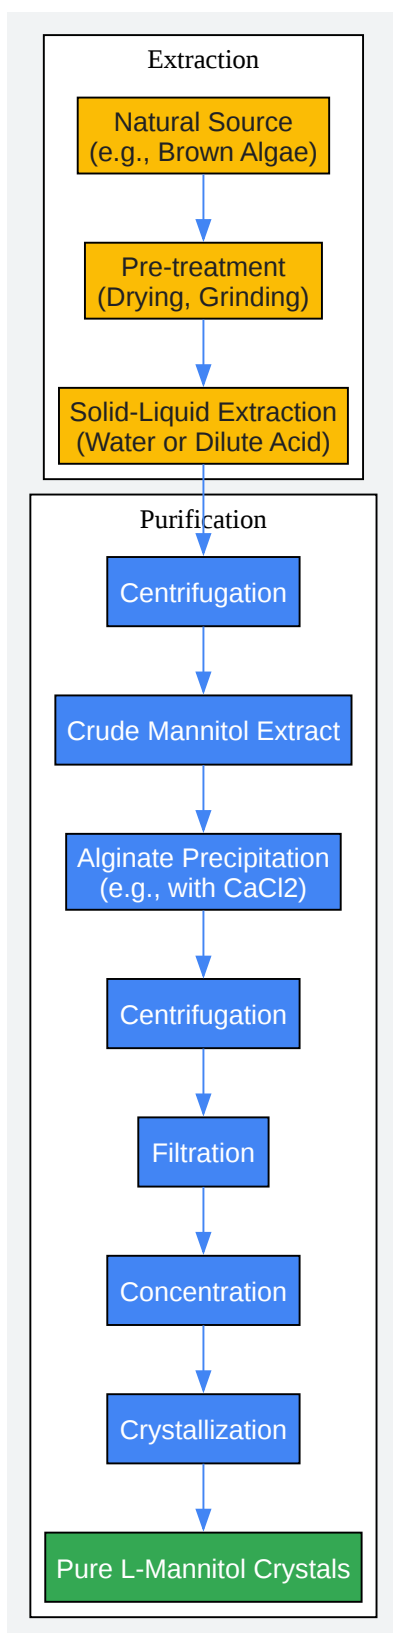 Extraction
Natural Source
(e.g., Brown Algae)
Pre-treatment
(Drying, Grinding)
Solid-Liquid Extraction
(Water or Dilute Acid)
Purification
Centrifugation
Crude Mannitol Extract
Alginate Precipitation
(e.g., with CaCl2)
Centrifugation
Filtration
Concentration
Crystallization
Pure L-Mannitol Crystals